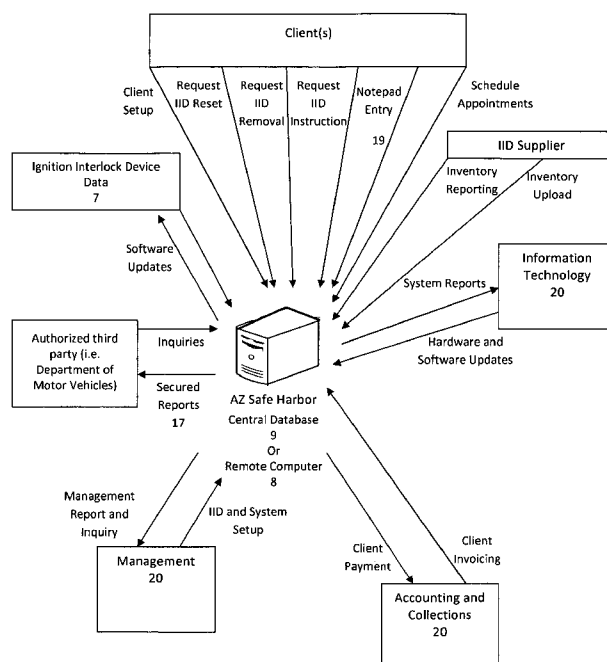 Client(s)
Client
Setup
Request
IID Reset
Request
IID
Removal
Request
IID
Instruction
Notepad
Entry
19
Schedule
Appointments
IID Supplier
Inventory
Reporting
Inventory
Upload
Ignition Interlock Device
Data
7
Software
Updates
System Reports
Information
Technology
20
Hardware and
Software Updates
Authorized third
party (i.e.
Department of
Motor Vehicles)
Inquiries
Secured
Reports
17
AZ Safe Harbor
Central Database
9
Or
Remote Computer
8
Management
Report and
Inquiry
IID and System
Setup
Management
20
Client
Payment
Client
Invoicing
Accounting and
Collections
20